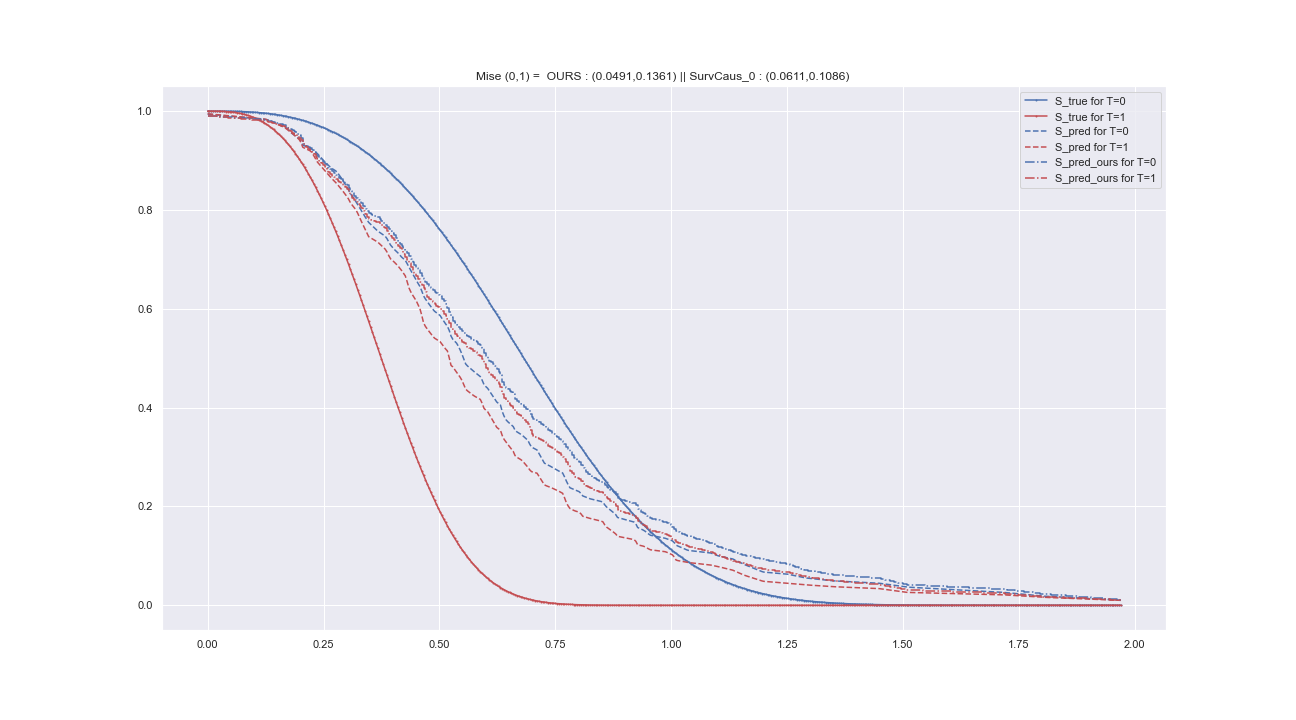 Mise (0,1) =  OURS : (0.0491,0.1361) || SurvCaus_0 : (0.0611,0.1086)
S_true for T=0
S_true for T=1
S_pred for T=0
S_pred for T=1
S_pred_ours for T=0
S_pred_ours for T=1
1.0
0.8
0.6
0.4
0.2
0.0
0.00 0.25 0.50 0.75 1.00 1.25 1.50 1.75 2.00